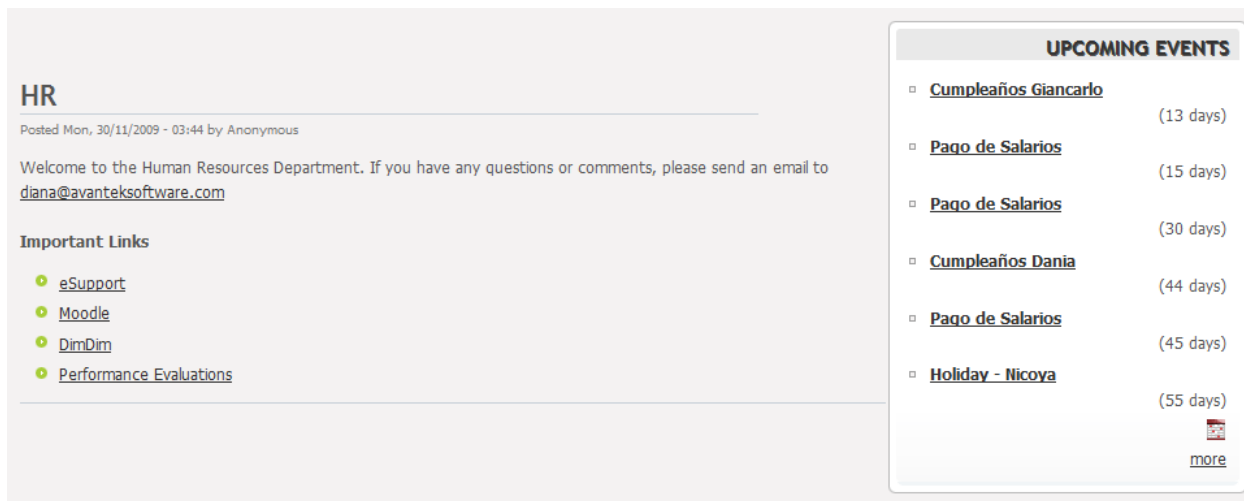 HR
Posted Mon, 30/11/2009 - 03:44 by Anonymous
Welcome to the Human Resources Department. If you have any questions or comments, please send an email to
diana@avanteksoftware.com
Important Links
eSupport
Moodle
DimDim
Performance Evaluations
UPCOMING EVENTS
Cumpleaños Giancarlo
(13 days)
Pago de Salarios
(15 days)
Pago de Salarios
(30 days)
Cumpleaños Dania
(44 days)
Pago de Salarios
(45 days)
Holiday - Nicoya
(55 days)
more